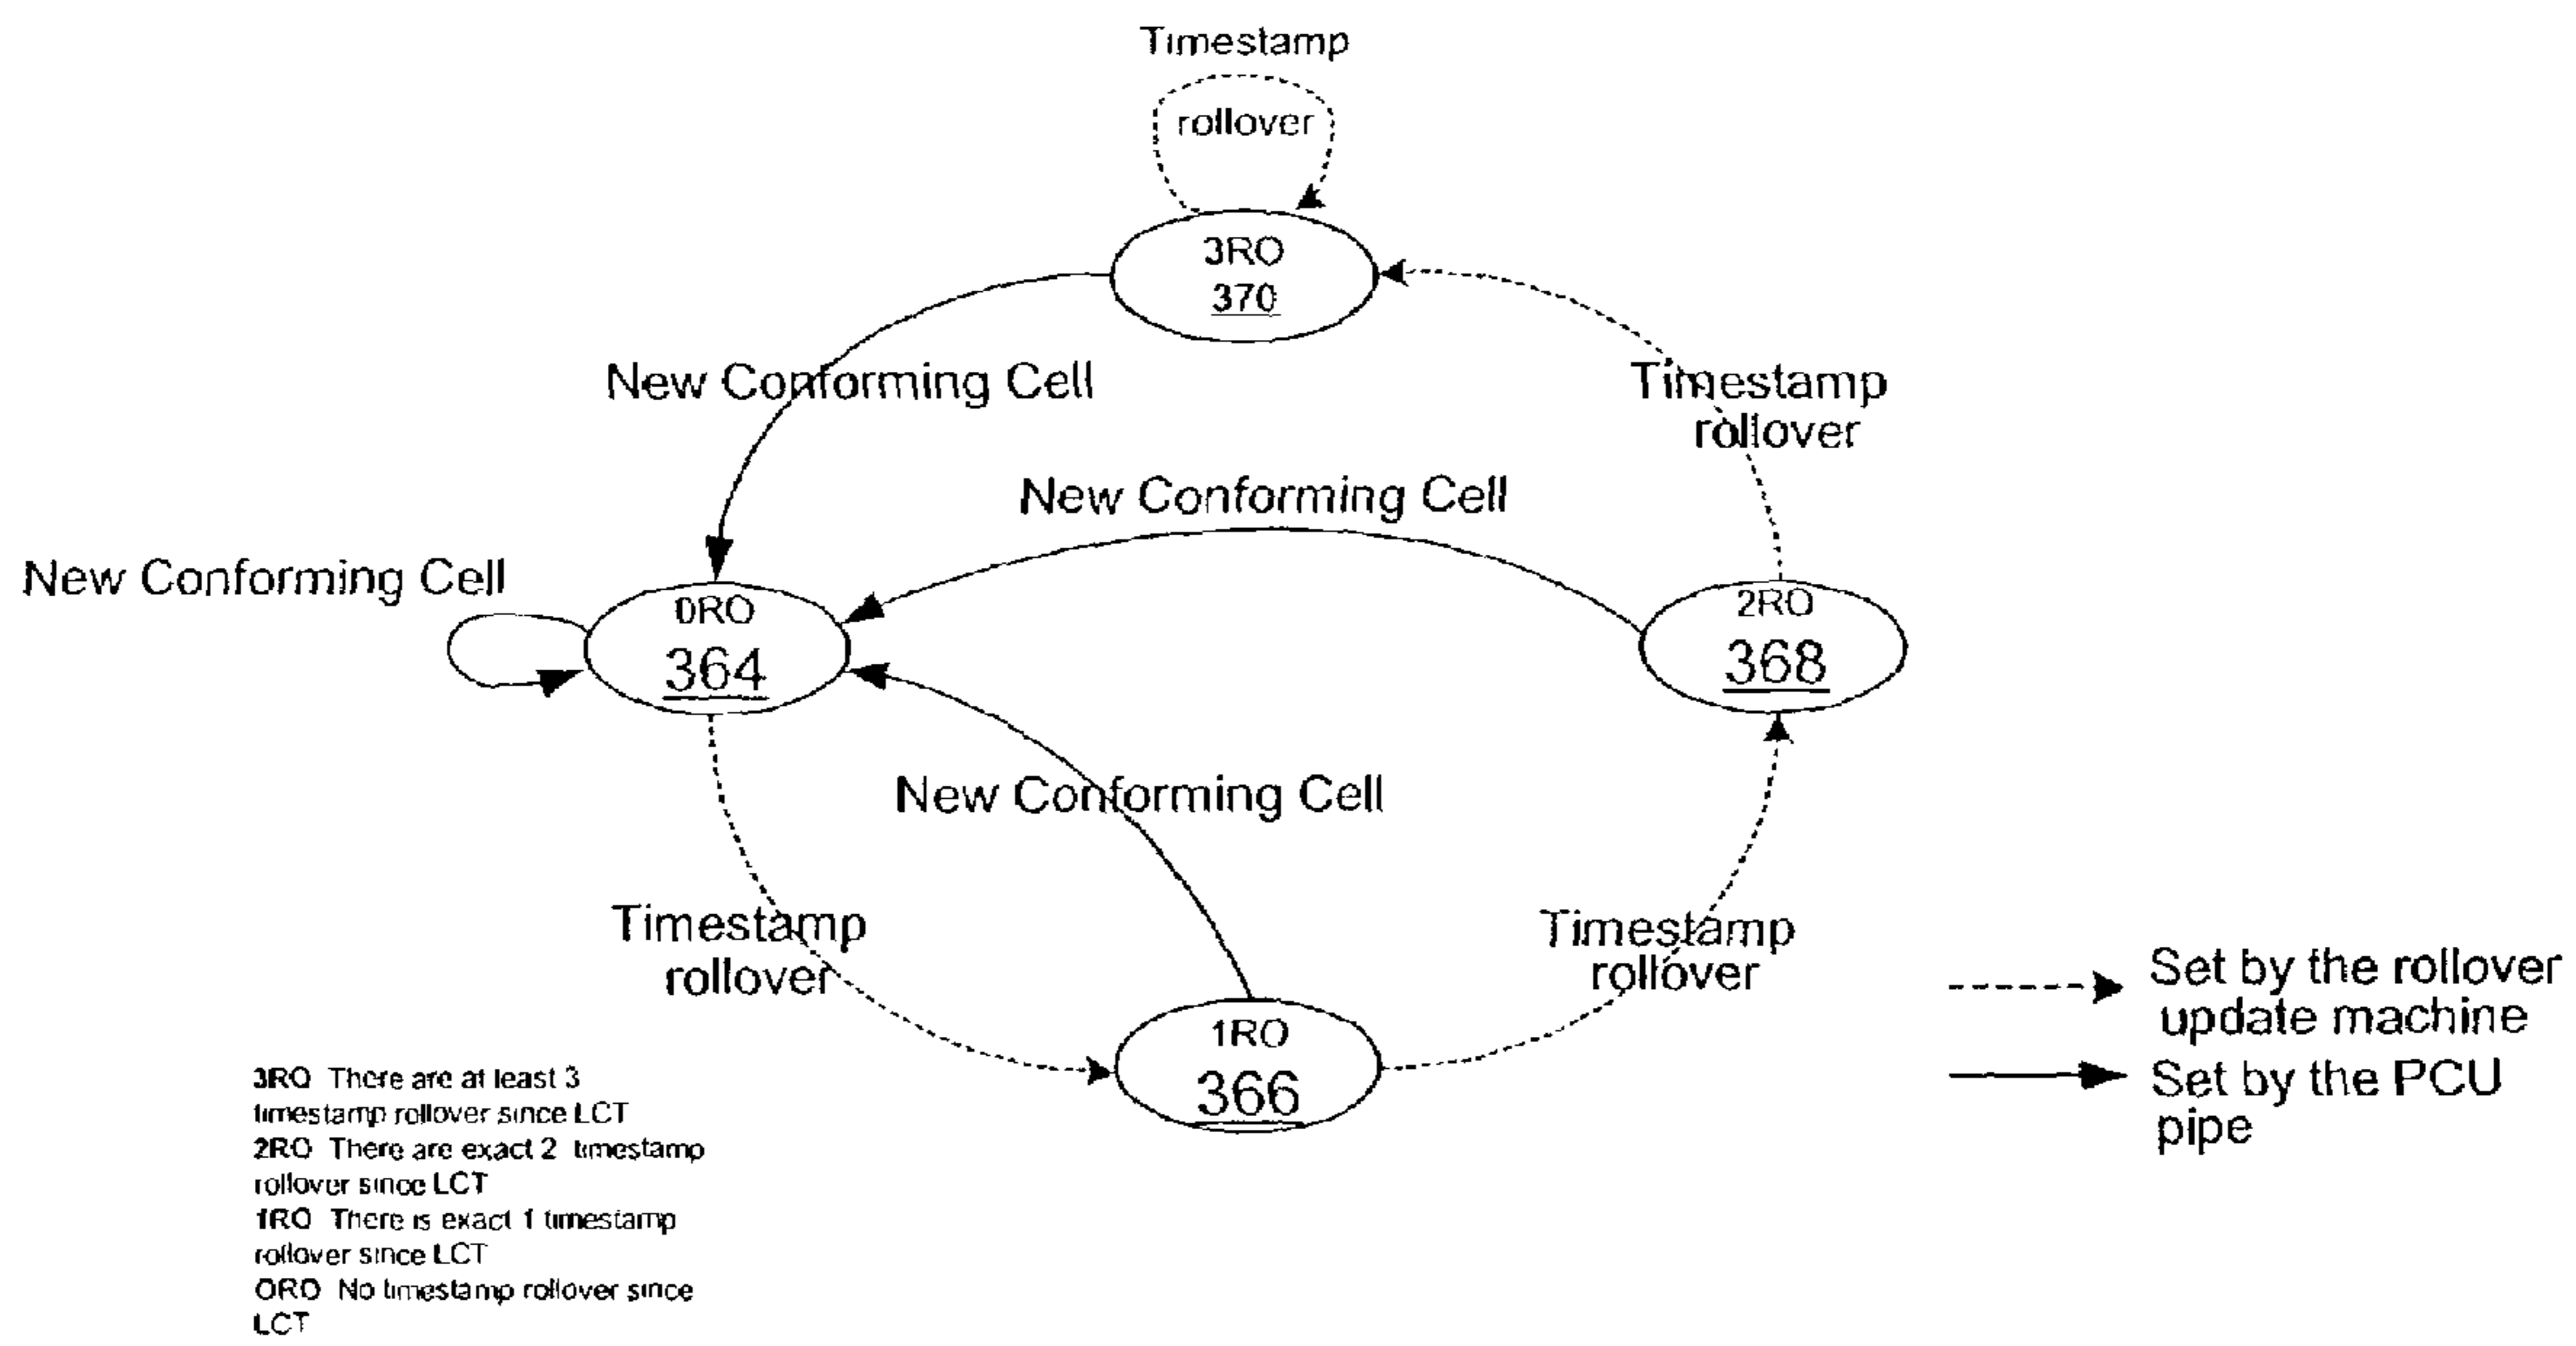 Timestamp
rollover
3RO
370
New Conforming Cell
Timestamp
rollover
New Conforming Cell
New Conforming Cell
0RO
364
2RO
368
New Conforming Cell
Timestamp
rollover
Timestamp
rollover
1RO
366
Set by the rollover
update machine
Set by the PCU
pipe
3RO There are at least 3
timestamp rollover since LCT
2RO There are exact 2 timestamp
rollover since LCT
1RO There is exact 1 timestamp
rollover since LCT
0RO No timestamp rollover since
LCT